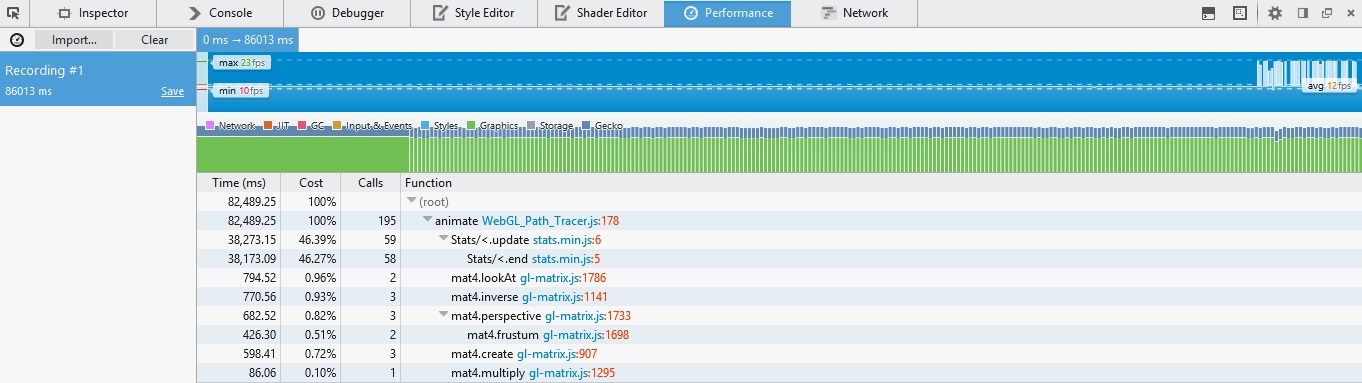 Inspector Console Debugger Style Editor Shader Editor Performance Network
Import... Clear 0 ms → 86013 ms
Recording #1
86013 ms Save
max 23 fps
min 10 fps
avg 12 fps
Network JIT GC Input & Events Styles Graphics Storage Gecko
Time (ms) Cost Calls Function
82,489.25 100% (root)
82,489.25 100% 195 animate WebGL_Path_Tracer.js:178
38,273.15 46.39% 59 Stats/<.update stats.min.js:6
38,173.09 46.27% 58 Stats/<.end stats.min.js:5
794.52 0.96% 2 mat4.lookAt gl-matrix.js:1786
770.56 0.93% 3 mat4.inverse gl-matrix.js:1141
682.52 0.82% 3 mat4.perspective gl-matrix.js:1733
426.30 0.51% 2 mat4.frustum gl-matrix.js:1698
598.41 0.72% 3 mat4.create gl-matrix.js:907
86.06 0.10% 1 mat4.multiply gl-matrix.js:1295